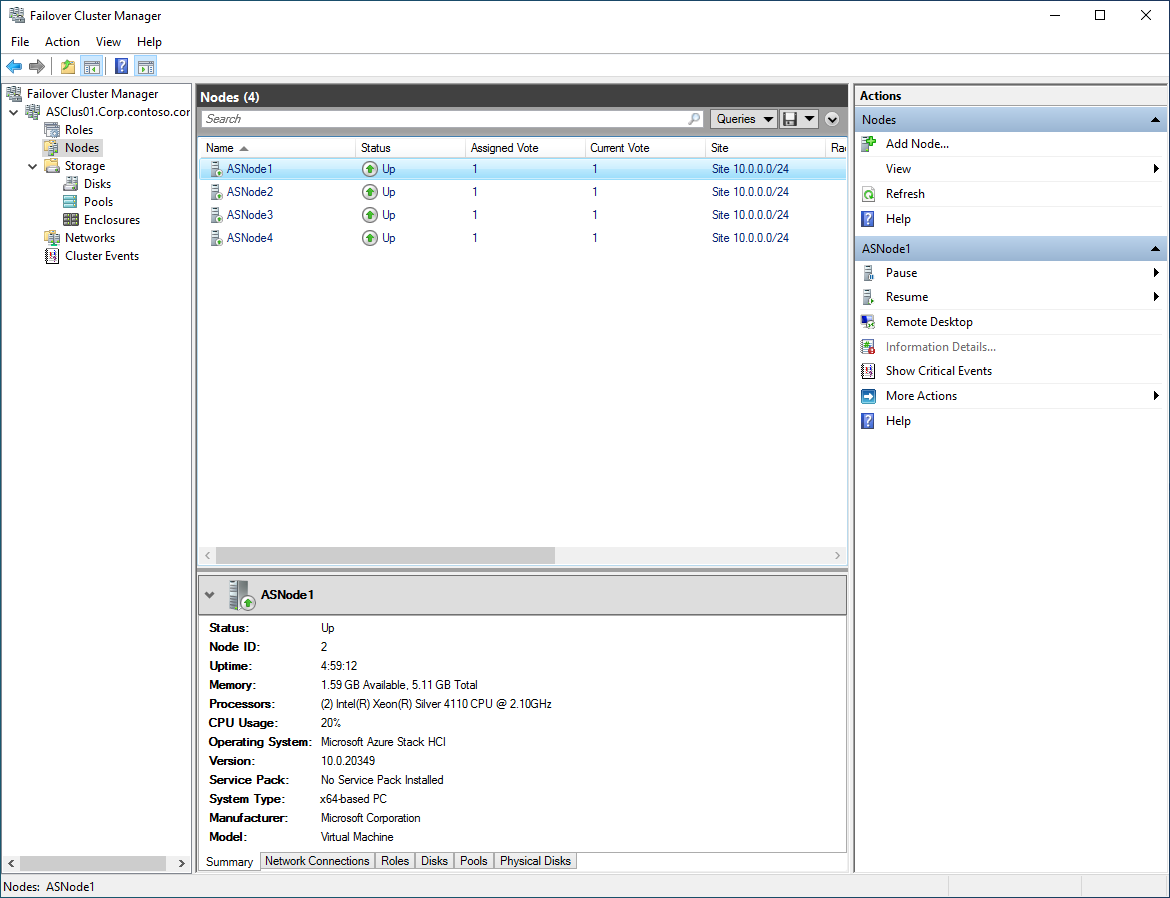 Failover Cluster Manager
File Action View Help
Failover Cluster Manager
ASClus01.Corp.contoso.cor
Roles
Nodes
Storage
Disks
Pools
Enclosures
Networks
Cluster Events
Nodes (4)
Search
Queries
Name Status Assigned Vote Current Vote Site Ra
ASNode1 Up 1 1 Site 10.0.0.0/24
ASNode2 Up 1 1 Site 10.0.0.0/24
ASNode3 Up 1 1 Site 10.0.0.0/24
ASNode4 Up 1 1 Site 10.0.0.0/24
ASNode1
Status: Up
Node ID: 2
Uptime: 4:59:12
Memory: 1.59 GB Available, 5.11 GB Total
Processors: (2) Intel(R) Xeon(R) Silver 4110 CPU @ 2.10GHz
CPU Usage: 20%
Operating System: Microsoft Azure Stack HCI
Version: 10.0.20349
Service Pack: No Service Pack Installed
System Type: x64-based PC
Manufacturer: Microsoft Corporation
Model: Virtual Machine
Summary Network Connections Roles Disks Pools Physical Disks
Actions
Nodes
Add Node...
View
Refresh
Help
ASNode1
Pause
Resume
Remote Desktop
Information Details...
Show Critical Events
More Actions
Help
Nodes: ASNode1